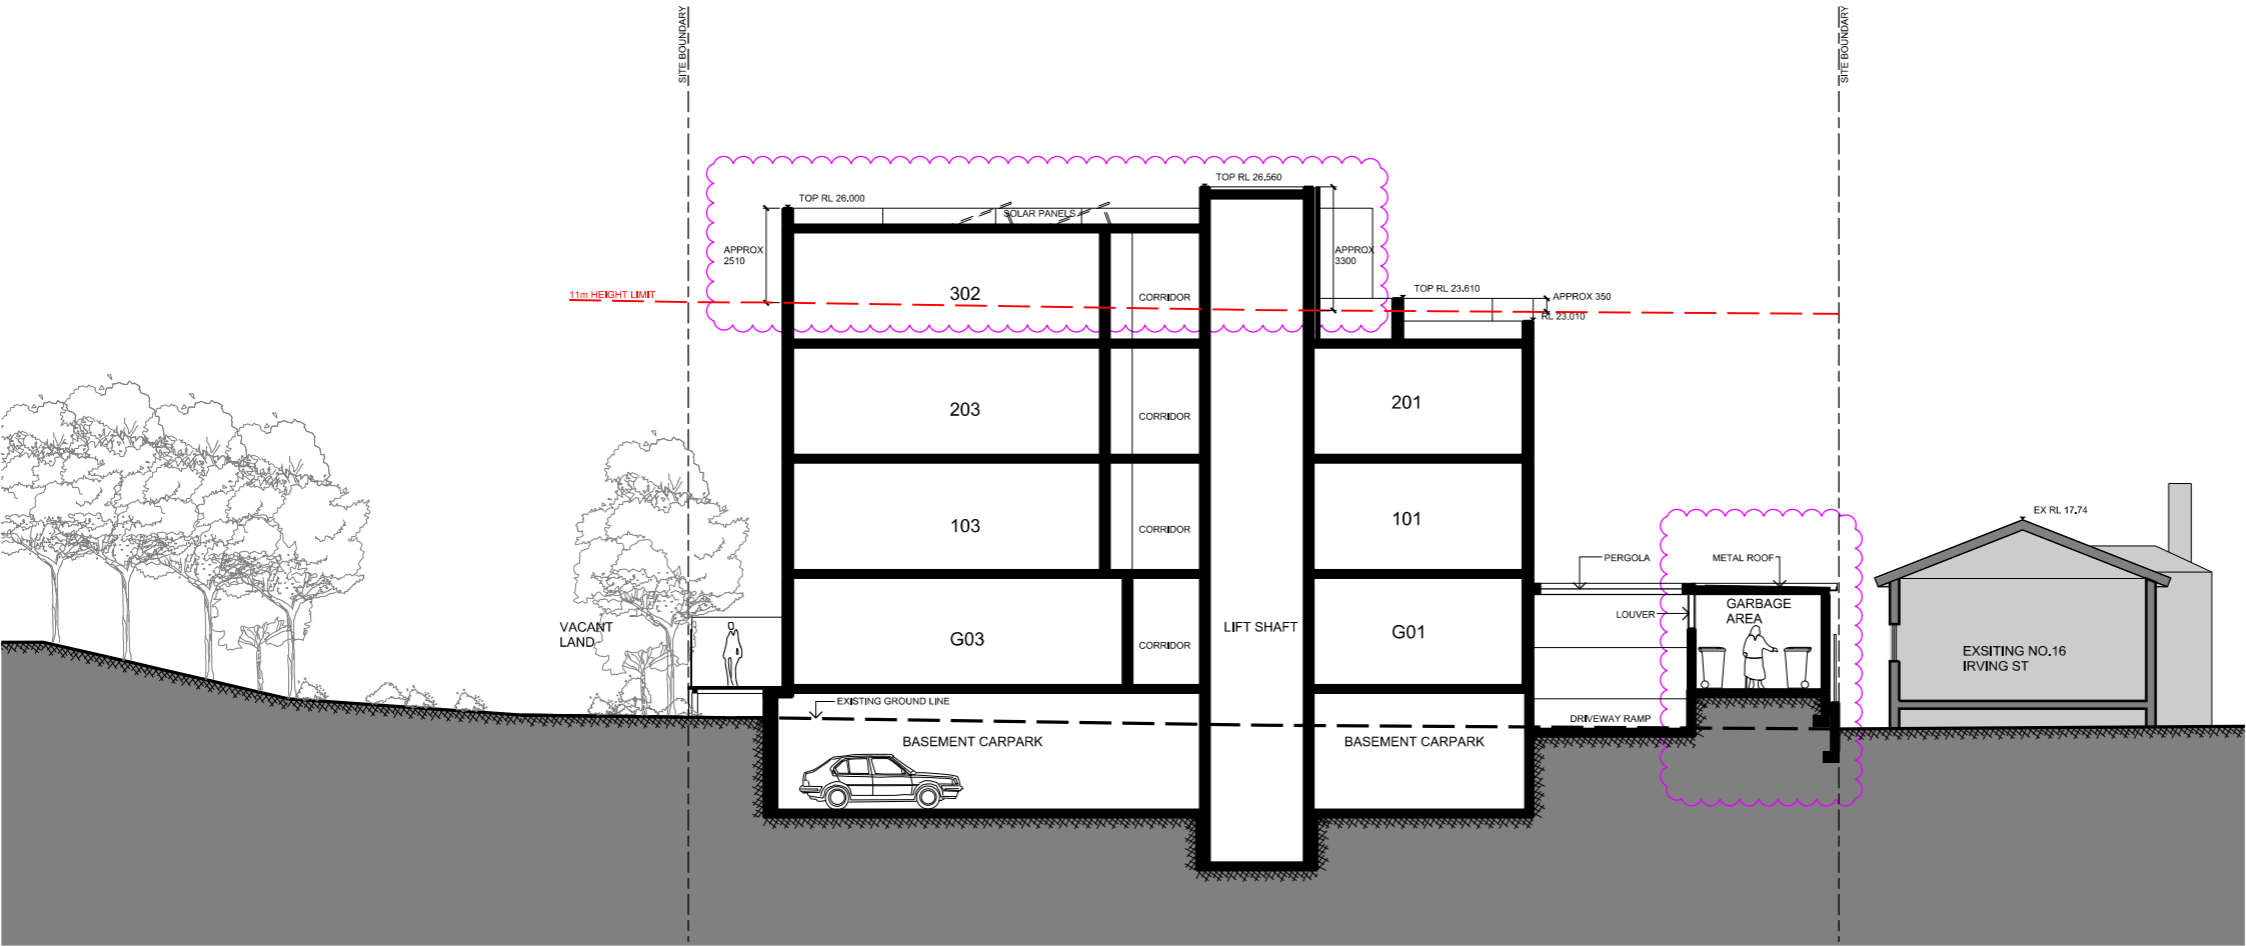 SITE BOUNDARY
SITE BOUNDARY
TOP RL 26.560
TOP RL 26.000
SOLAR PANELS
APPROX
2510
APPROX
3300
11m HEIGHT LIMIT
302
CORRIDOR
TOP RL 23.610
APPROX 350
RL 23.010
203
CORRIDOR
201
103
CORRIDOR
101
EX RL 17.74
PERGOLA
METAL ROOF
LOUVER
GARBAGE
AREA
VACANT
LAND
G03
CORRIDOR
LIFT SHAFT
G01
EXSITING NO.16
IRVING ST
EXISTING GROUND LINE
DRIVEWAY RAMP
BASEMENT CARPARK
BASEMENT CARPARK